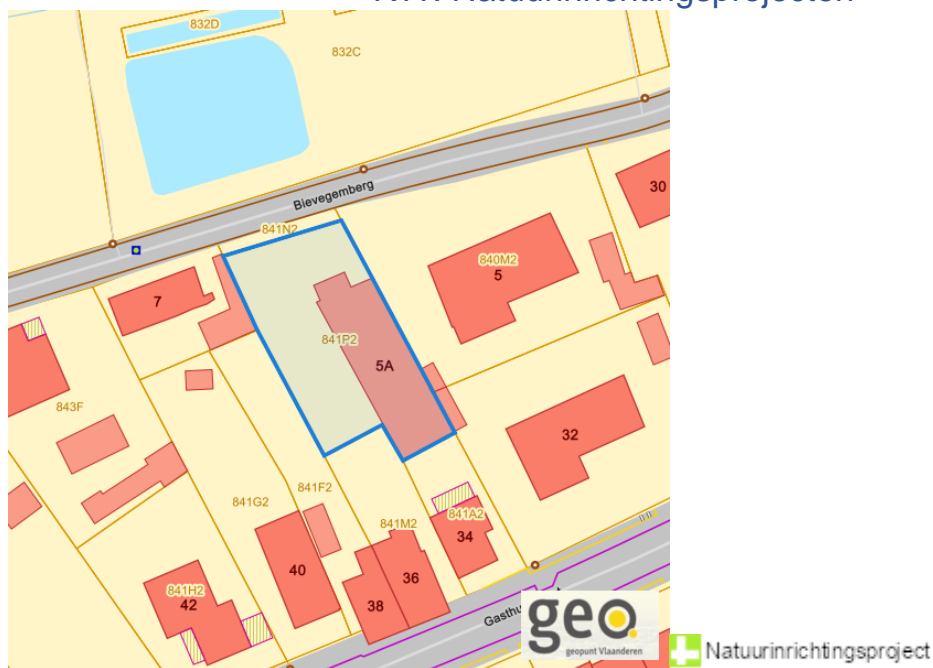 832D
832C
Bievegemberg
30
841N2
840M2
5
7
841P2
5A
843F
32
841G2
841F2
841M2
841A2
34
40
36
38
841H2
42
geo
geopunt Vlaanderen
Natuurinrichtingsproject